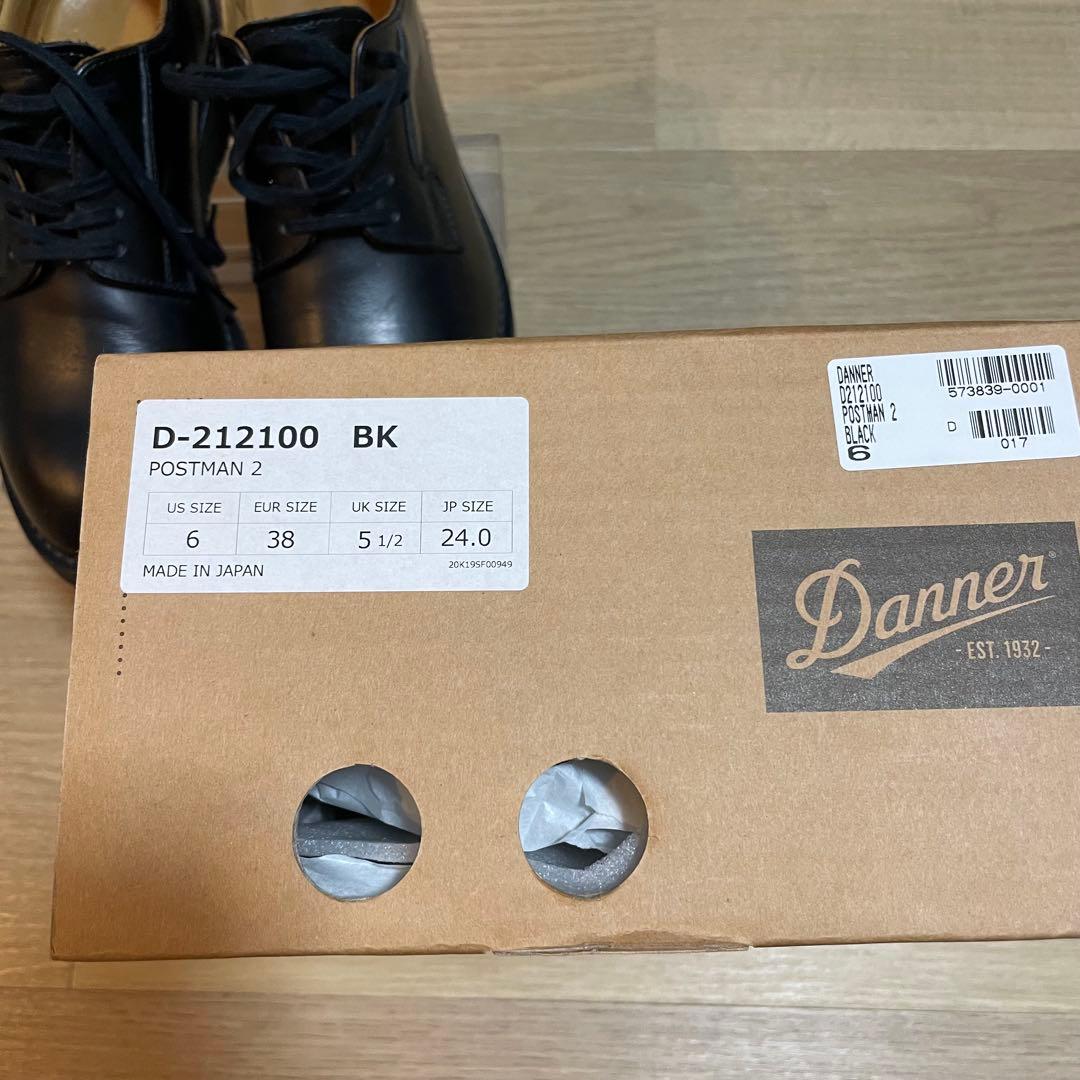 D-212100 BK
POSTMAN 2
US SIZE EUR SIZE UK SIZE JP SIZE
6 38 5 1/2 24.0
MADE IN JAPAN 20K19SF00949
DANNER
D212100
POSTMAN 2
BLACK
6
573839-0001
D
017
Danner®
- EST. 1932 -